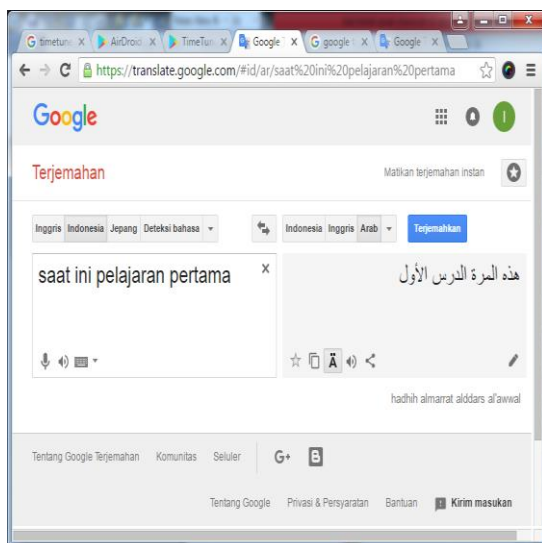 timetun
AirDroid
TimeTun
Google T
google t
Google T
https://translate.google.com/#id/ar/saat%20ini%20pelajaran%20pertama
Google
I
Terjemahan
Matikan terjemahan instan
Inggris Indonesia Jepang Deteksi bahasa
Indonesia Inggris Arab
Terjemahkan
saat ini pelajaran pertama
هذه المرة الدرس الأول
Ä
hadhih almarrat alddars al'awwal
Tentang Google Terjemahan Komunitas Seluler G+ B
Tentang Google Privasi & Persyaratan Bantuan Kirim masukan